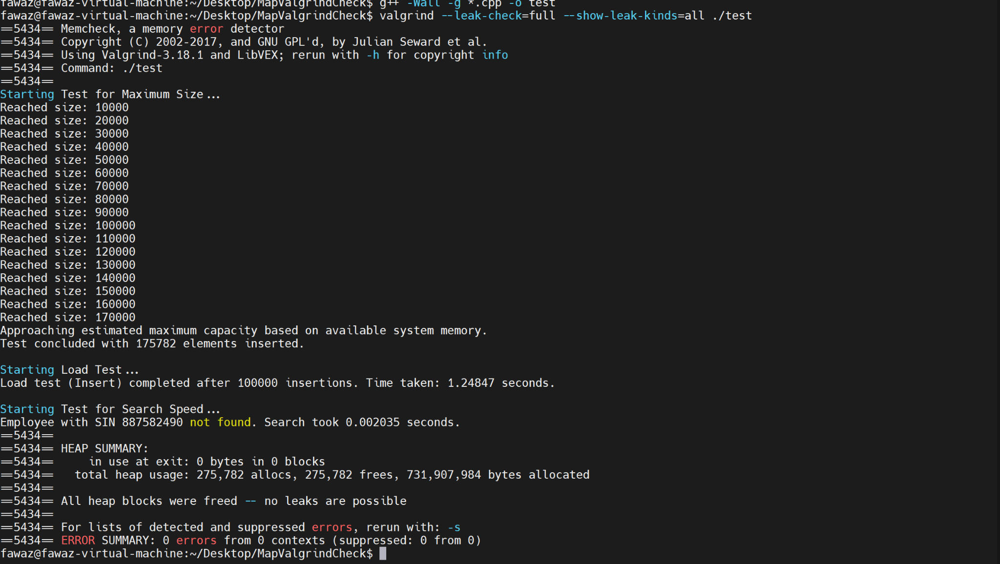 fawaz@fawaz-virtual-machine:~/Desktop/MapValgrindCheck$ g++ -Wall -g *.cpp -o test
fawaz@fawaz-virtual-machine:~/Desktop/MapValgrindCheck$ valgrind --leak-check=full --show-leak-kinds=all ./test
==5434== Memcheck, a memory error detector
==5434== Copyright (C) 2002-2017, and GNU GPL'd, by Julian Seward et al.
==5434== Using Valgrind-3.18.1 and LibVEX; rerun with -h for copyright info
==5434== Command: ./test
==5434==
Starting Test for Maximum Size...
Reached size: 10000
Reached size: 20000
Reached size: 30000
Reached size: 40000
Reached size: 50000
Reached size: 60000
Reached size: 70000
Reached size: 80000
Reached size: 90000
Reached size: 100000
Reached size: 110000
Reached size: 120000
Reached size: 130000
Reached size: 140000
Reached size: 150000
Reached size: 160000
Reached size: 170000
Approaching estimated maximum capacity based on available system memory.
Test concluded with 175782 elements inserted.
Starting Load Test...
Load test (Insert) completed after 100000 insertions. Time taken: 1.24847 seconds.
Starting Test for Search Speed...
Employee with SIN 887582490 not found. Search took 0.002035 seconds.
==5434==
==5434== HEAP SUMMARY:
==5434==     in use at exit: 0 bytes in 0 blocks
==5434==   total heap usage: 275,782 allocs, 275,782 frees, 731,907,984 bytes allocated
==5434==
==5434== All heap blocks were freed -- no leaks are possible
==5434==
==5434== For lists of detected and suppressed errors, rerun with: -s
==5434== ERROR SUMMARY: 0 errors from 0 contexts (suppressed: 0 from 0)
fawaz@fawaz-virtual-machine:~/Desktop/MapValgrindCheck$